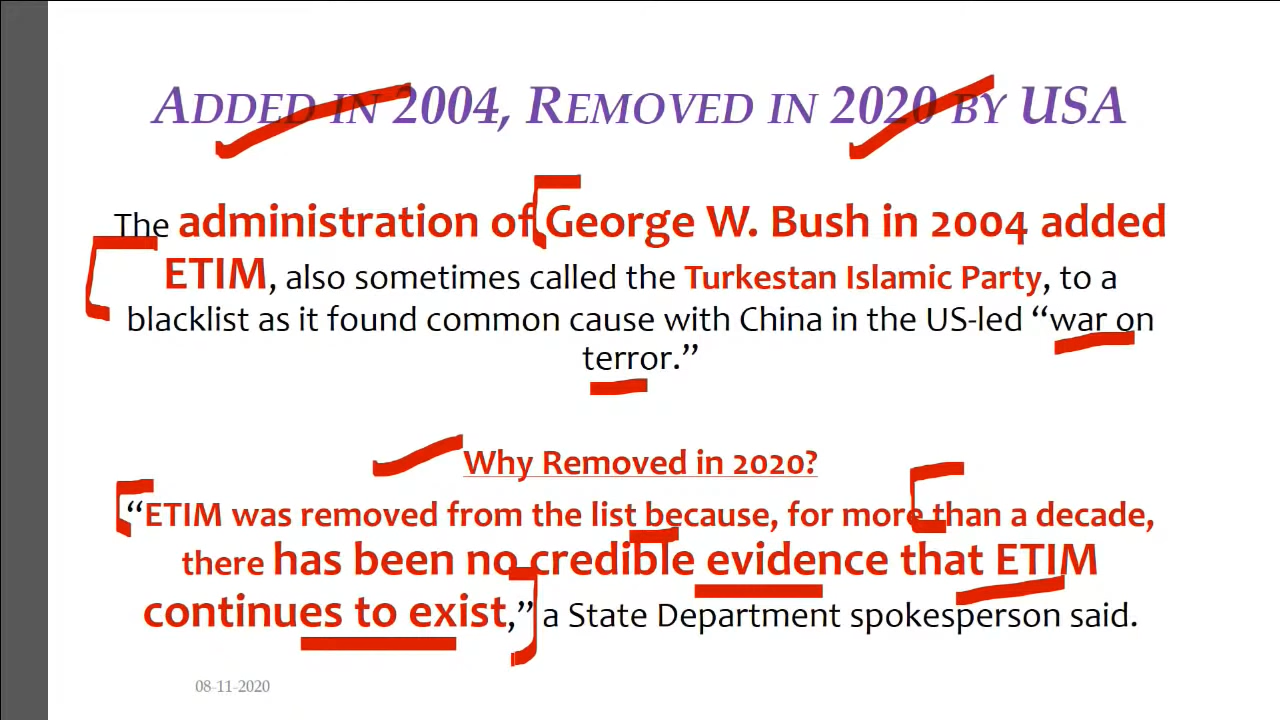 ADDED IN 2004, REMOVED IN 2020 BY USA
The administration of George W. Bush in 2004 added
ETIM, also sometimes called the Turkestan Islamic Party, to a
blacklist as it found common cause with China in the US-led “war on
terror.”
Why Removed in 2020?
“ETIM was removed from the list because, for more than a decade,
there has been no credible evidence that ETIM
continues to exist,” a State Department spokesperson said.
08-11-2020